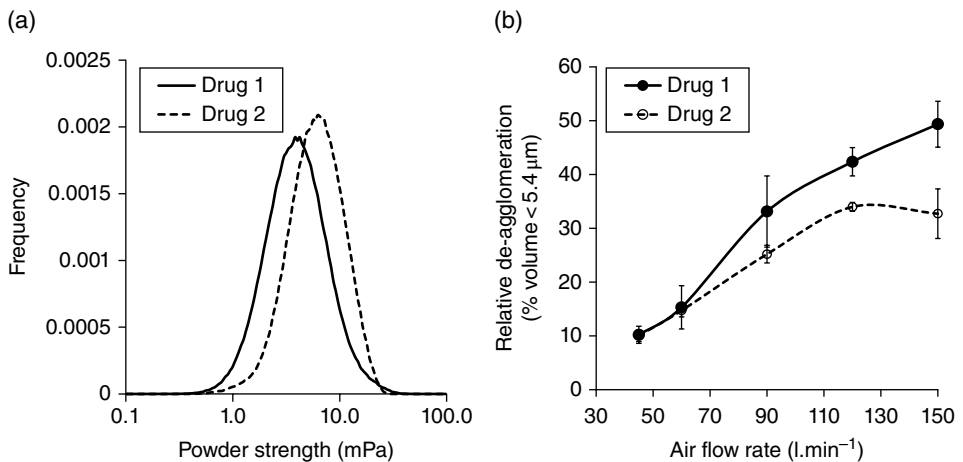 (a)
0.0025
0.002
0.0015
0.001
0.0005
0
Frequency
Drug 1
Drug 2
0.1
1.0
10.0
100.0
Powder strength (mPa)
(b)
60
50
40
30
20
10
0
Relative de-agglomeration
(% volume < 5.4 μm)
Drug 1
Drug 2
30
50
70
90
110
130
150
Air flow rate (l.min⁻¹)